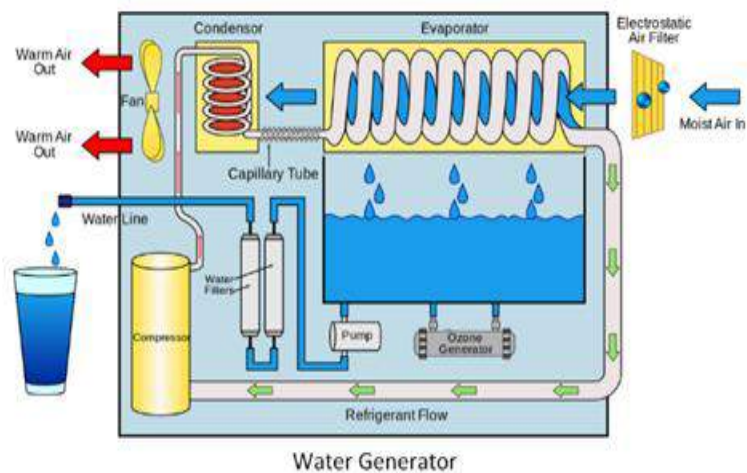 Condensor
Evaporator
Electrostatic
Air Filter
Warm Air
Out
Fan
Moist Air In
Warm Air
Out
Capillary Tube
Water Line
Water
Filters
Compressor
Pump
Ozone
Generator
Refrigerant Flow
Water Generator